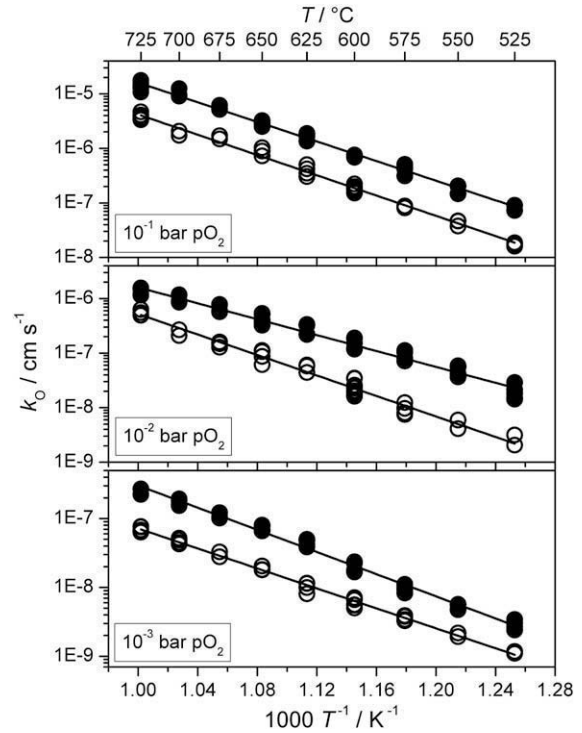 T / °C
725 700 675 650 625 600 575 550 525
1E-5
1E-6
1E-7
1E-8
10⁻¹ bar pO₂
1E-6
1E-7
1E-8
1E-9
10⁻² bar pO₂
k_O / cm s⁻¹
1E-7
1E-8
1E-9
10⁻³ bar pO₂
1.00 1.04 1.08 1.12 1.16 1.20 1.24 1.28
1000 T⁻¹ / K⁻¹